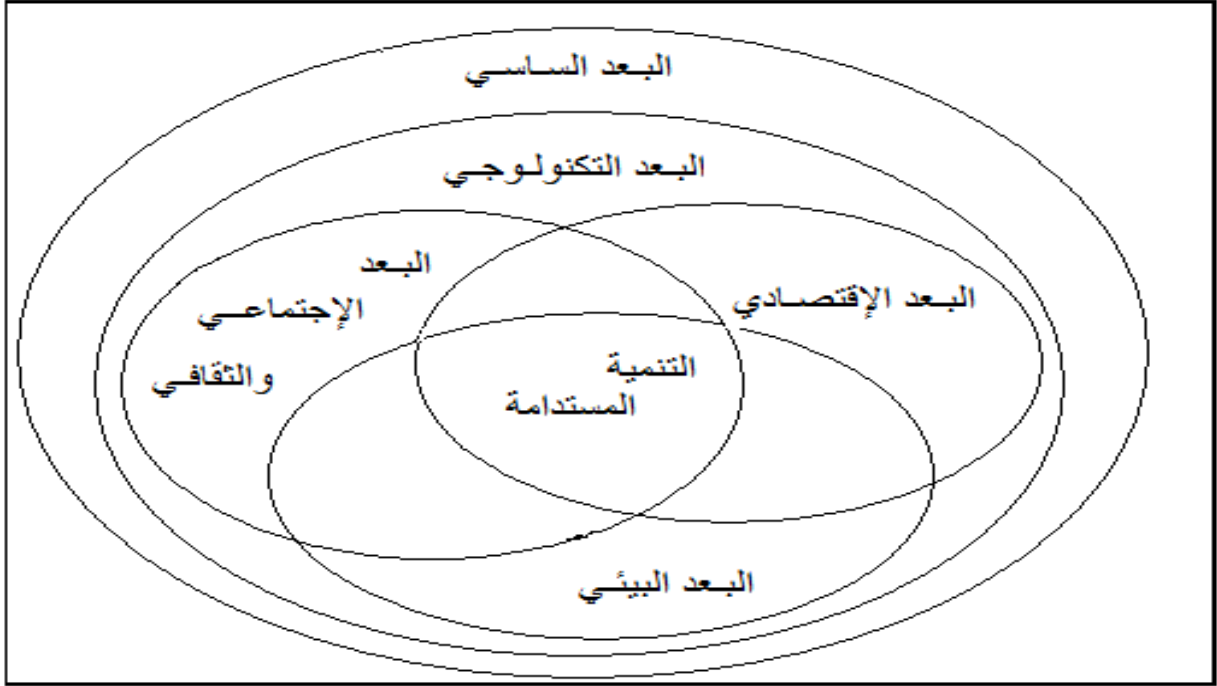 البعد الساسي
البعد التكنولوجي
البعد
الإجتماعي
والثقافي
البعد الإقتصادي
التنمية
المستدامة
البعد البيئي